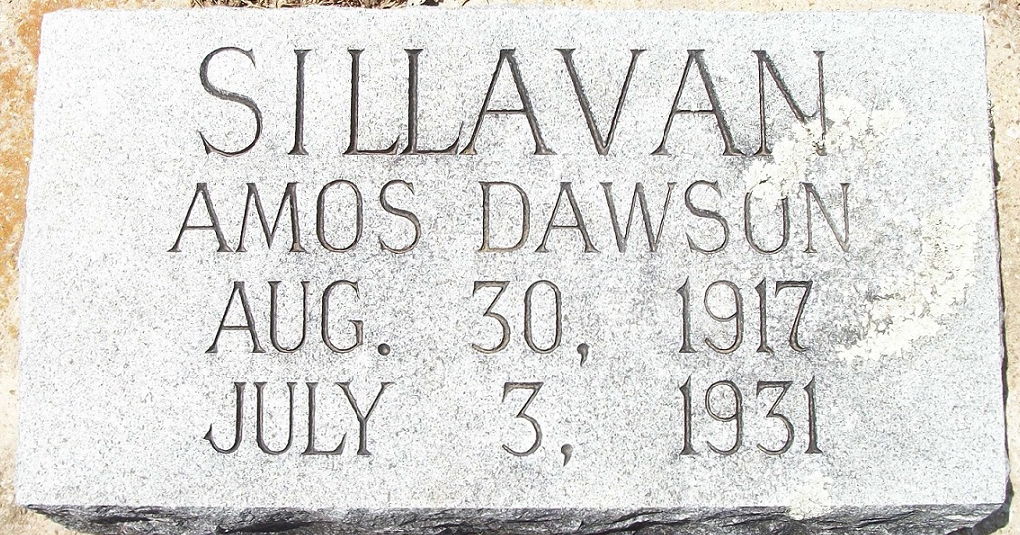 SILLAVAN
AMOS DAWSON
AUG. 30, 1917
JULY 3, 1931